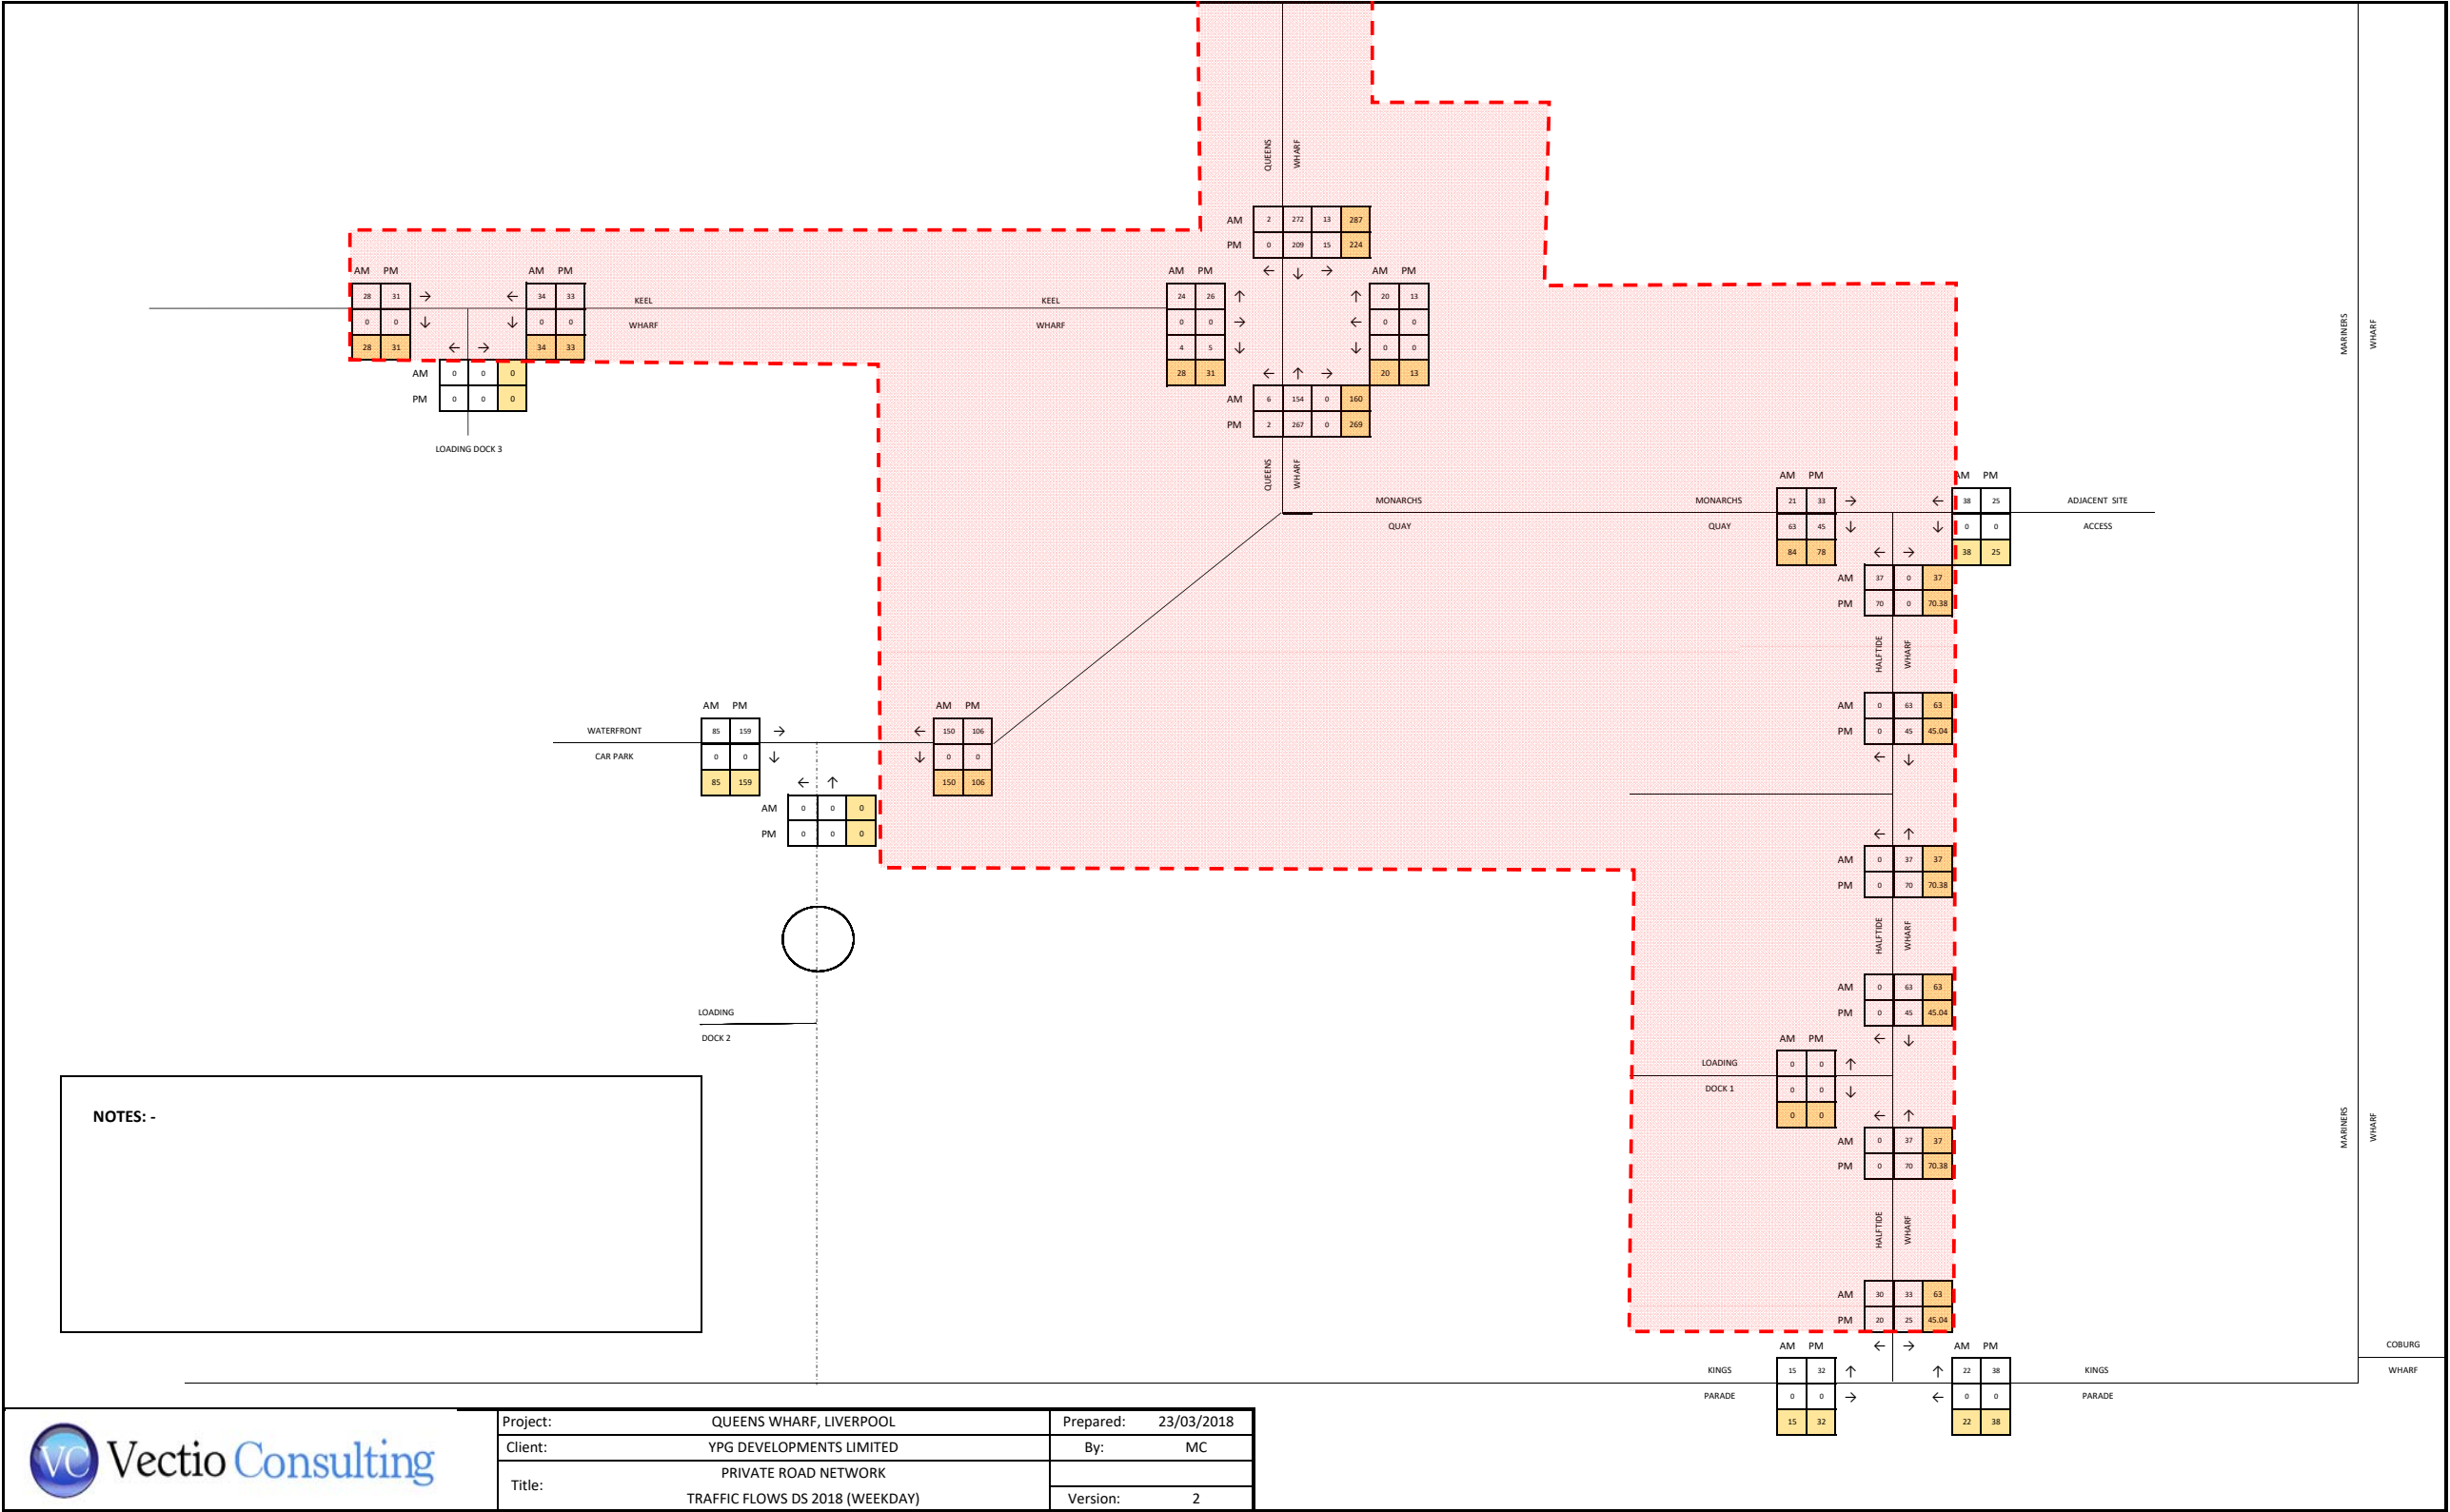 QUEENS
WHARF
AM 2 272 13 287
PM 0 209 15 224
← ↓ →
AM PM
28 31 →
0 0 ↓
28 31
AM PM
← 34 33
↓ 0 0
34 33
← →
AM 0 0 0
PM 0 0 0
LOADING DOCK 3
KEEL
WHARF
KEEL
WHARF
AM PM
24 26 ↑
0 0 →
4 5 ↓
28 31
AM PM
↑ 20 13
← 0 0
↓ 0 0
20 13
← ↑ →
AM 6 154 0 160
PM 2 267 0 269
QUEENS
WHARF
MARINERS
WHARF
MONARCHS
QUAY
MONARCHS
QUAY
AM PM
21 33 →
63 45 ↓
84 78
AM PM
← 38 25
↓ 0 0
38 25
ADJACENT SITE
ACCESS
← →
AM 37 0 37
PM 70 0 70.38
HALFTIDE
WHARF
AM 0 63 63
PM 0 45 45.04
← ↓
WATERFRONT
CAR PARK
AM PM
85 159 →
0 0 ↓
85 159
AM PM
← 150 106
↓ 0 0
150 106
← ↑
AM 0 0 0
PM 0 0 0
← ↑
AM 0 37 37
PM 0 70 70.38
HALFTIDE
WHARF
AM 0 63 63
PM 0 45 45.04
← ↓
LOADING
DOCK 2
LOADING
DOCK 1
AM PM
0 0 ↑
0 0 ↓
0 0
← ↑
AM 0 37 37
PM 0 70 70.38
MARINERS
WHARF
HALFTIDE
WHARF
AM 30 33 63
PM 20 25 45.04
← →
KINGS
PARADE
AM PM
15 32 ↑
0 0 →
15 32
AM PM
↑ 22 38
← 0 0
22 38
KINGS
PARADE
COBURG
WHARF
NOTES: -
VC Vectio Consulting
Project: QUEENS WHARF, LIVERPOOL Prepared: 23/03/2018
Client: YPG DEVELOPMENTS LIMITED By: MC
Title: PRIVATE ROAD NETWORK
TRAFFIC FLOWS DS 2018 (WEEKDAY) Version: 2